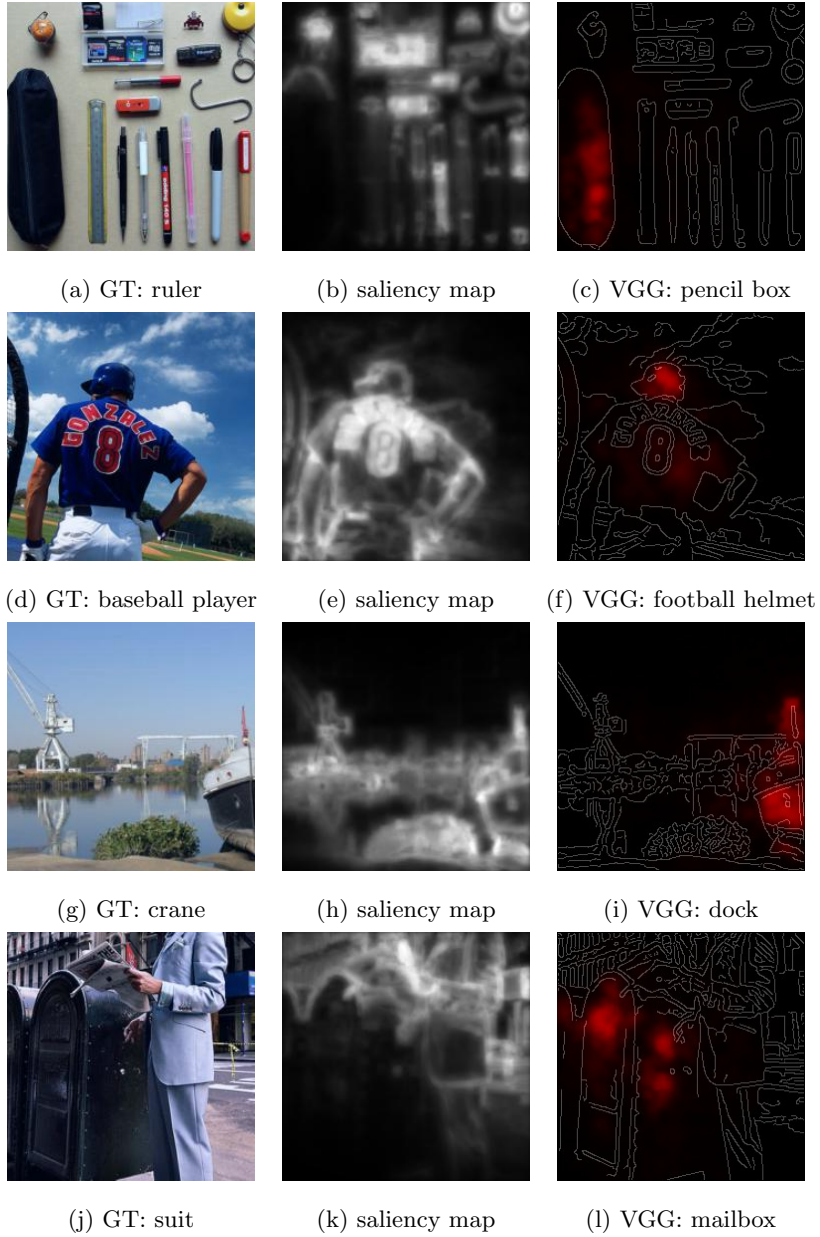 (a) GT: ruler
(b) saliency map
(c) VGG: pencil box
GONZALEZ
8
(d) GT: baseball player
(e) saliency map
(f) VGG: football helmet
(g) GT: crane
(h) saliency map
(i) VGG: dock
(j) GT: suit
(k) saliency map
(l) VGG: mailbox